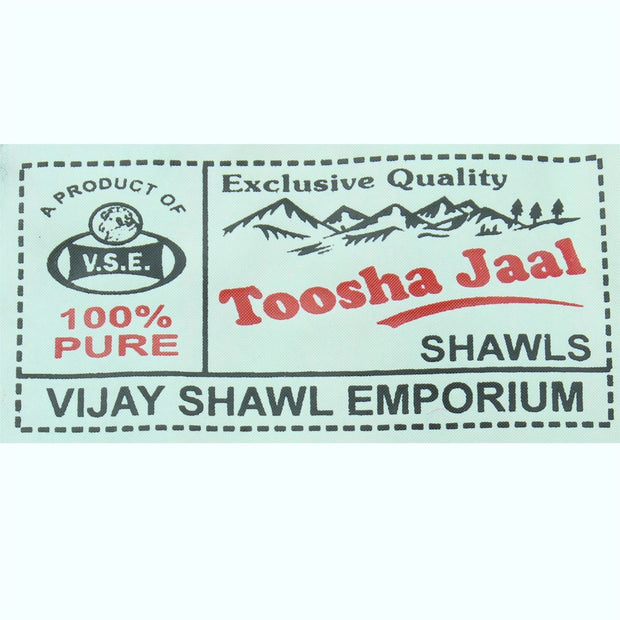 A PRODUCT OF
V.S.E.
100%
PURE
Exclusive Quality
Toosha Jaal
SHAWLS
VIJAY SHAWL EMPORIUM